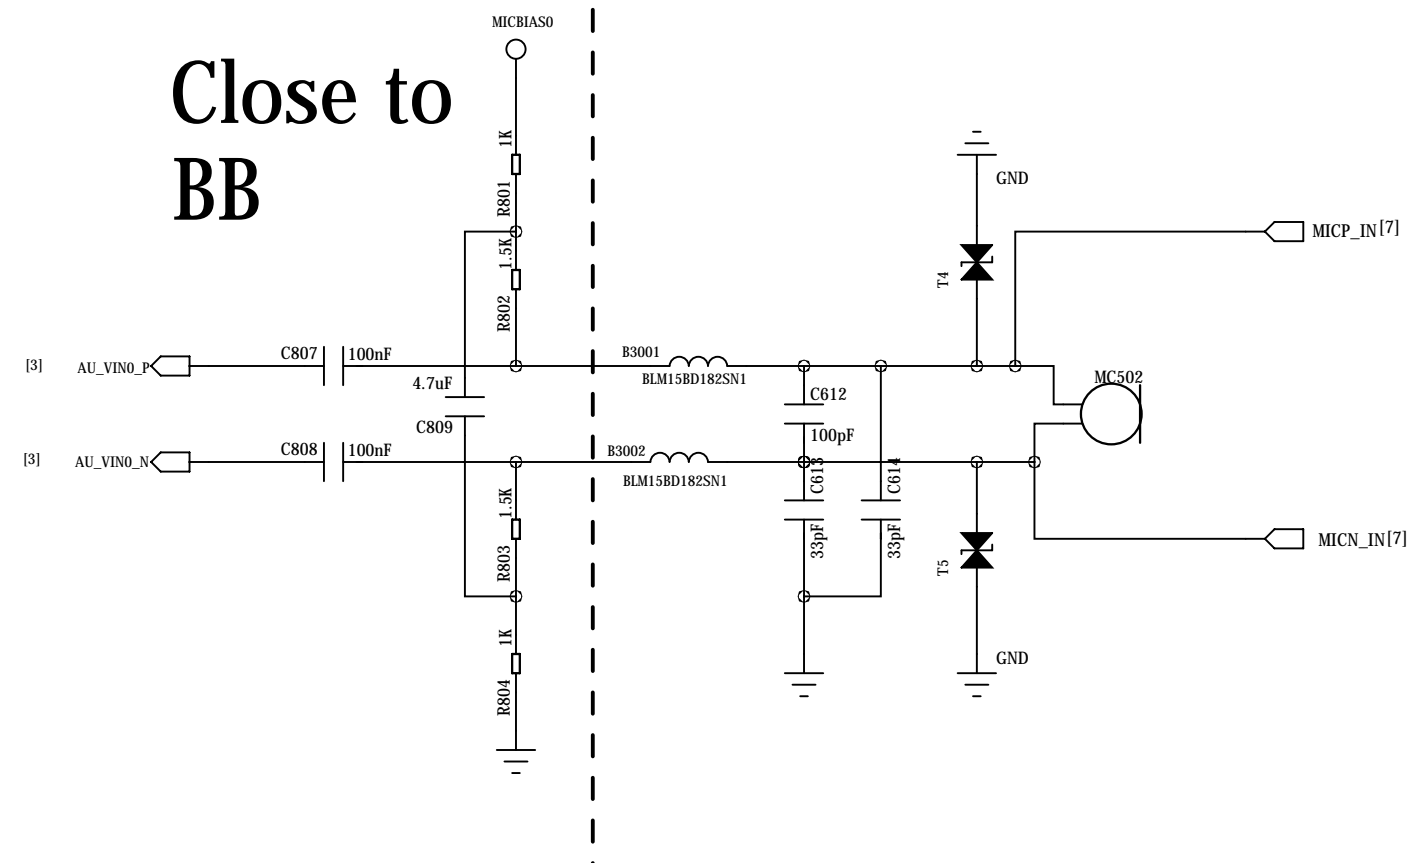 MICBIAS0
Close to
BB
1K
R801
GND
MICP_IN [7]
1.5K
R802
T4
[3] AU_VIN0_P
C807 100nF
B3001
BLM15BD182SN1
4.7uF
C809
C612
100pF
MC502
[3] AU_VIN0_N
C808 100nF
B3002
BLM15BD182SN1
C613
33pF
C614
33pF
1.5K
R803
T5
MICN_IN [7]
1K
R804
GND